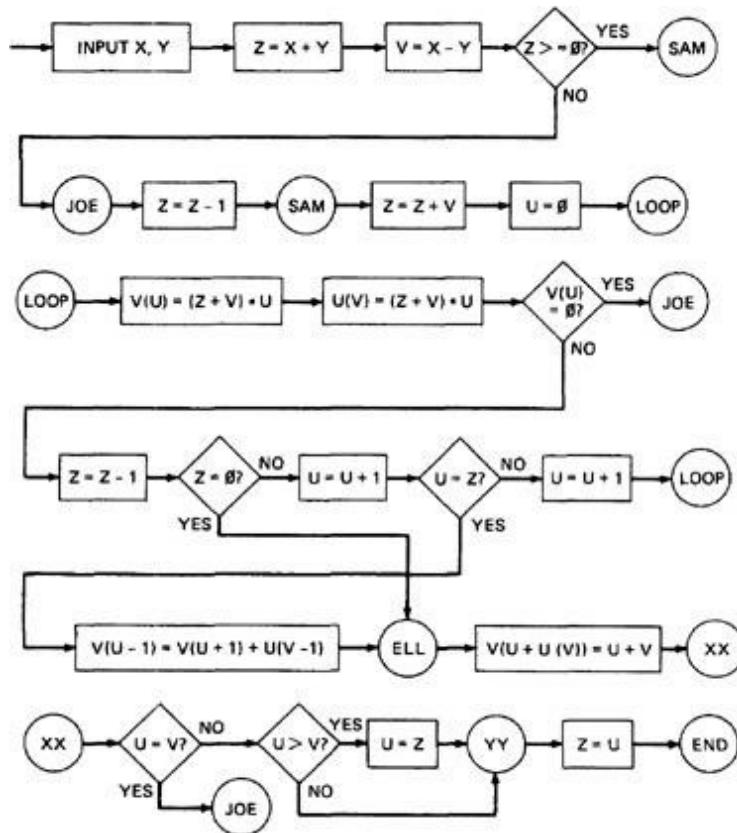 INPUT X, Y
Z = X + Y
V = X – Y
Z > = Ø?
YES
SAM
NO
JOE
Z = Z – 1
SAM
Z = Z + V
U = Ø
LOOP
LOOP
V(U) = (Z + V) * U
U(V) = (Z + V) * U
V(U)
= Ø?
YES
JOE
NO
Z = Z – 1
Z = Ø?
NO
U = U + 1
U = Z?
NO
U = U + 1
LOOP
YES
YES
V(U – 1) = V(U + 1) + U(V – 1)
ELL
V(U + U (V)) = U + V
XX
XX
U = V?
NO
U > V?
YES
U = Z
YY
Z = U
END
YES
JOE
NO